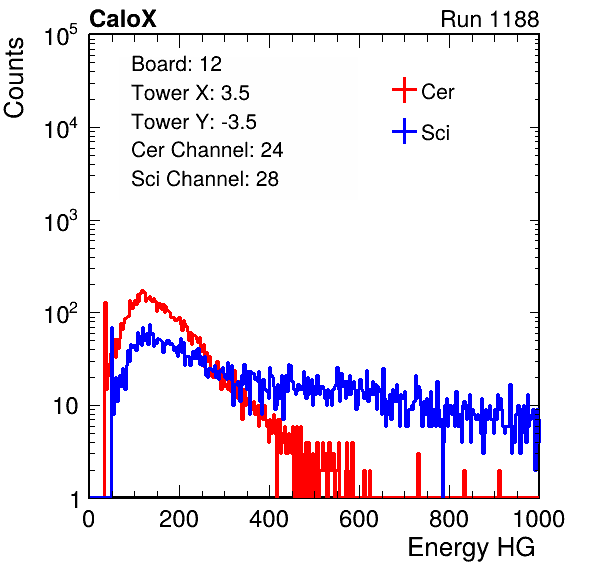 CaloX Run 1188
Counts
10^5
10^4
10^3
10^2
10
1
Board: 12
Tower X: 3.5
Tower Y: -3.5
Cer Channel: 24
Sci Channel: 28
Cer
Sci
0 200 400 600 800 1000
Energy HG